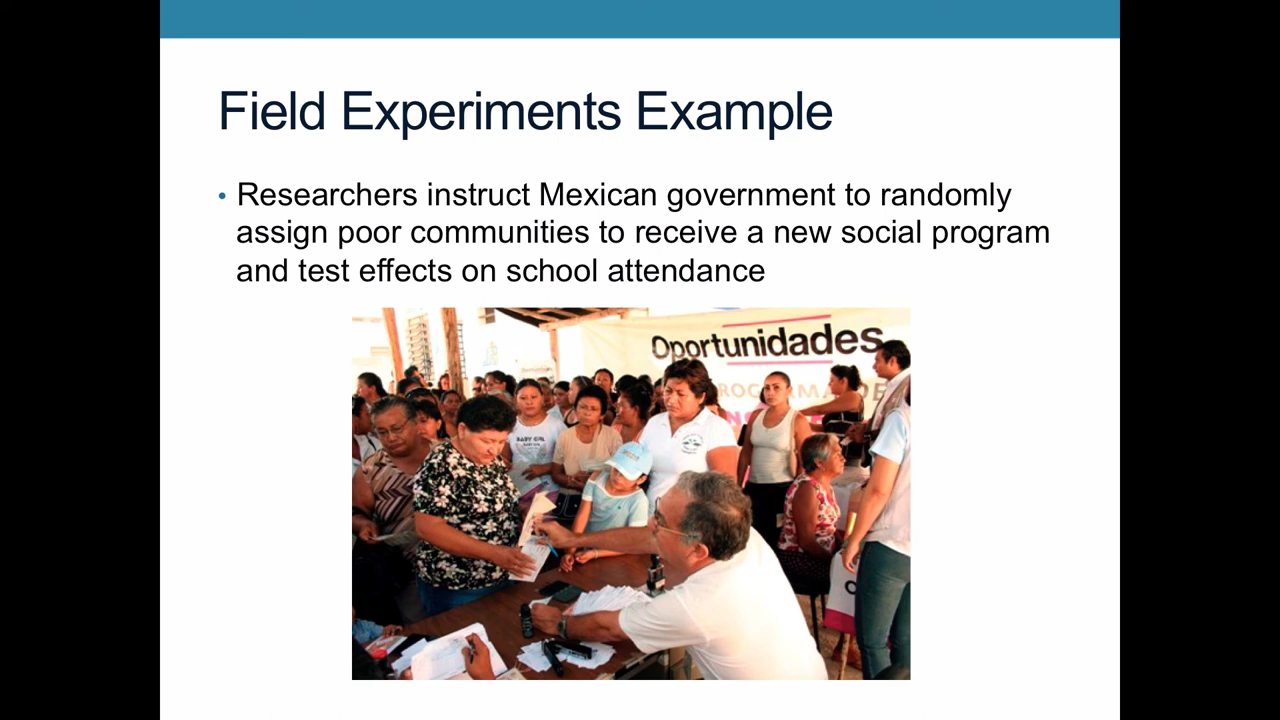 Field Experiments Example
• Researchers instruct Mexican government to randomly
assign poor communities to receive a new social program
and test effects on school attendance
Oportunidades
BABY GIRL